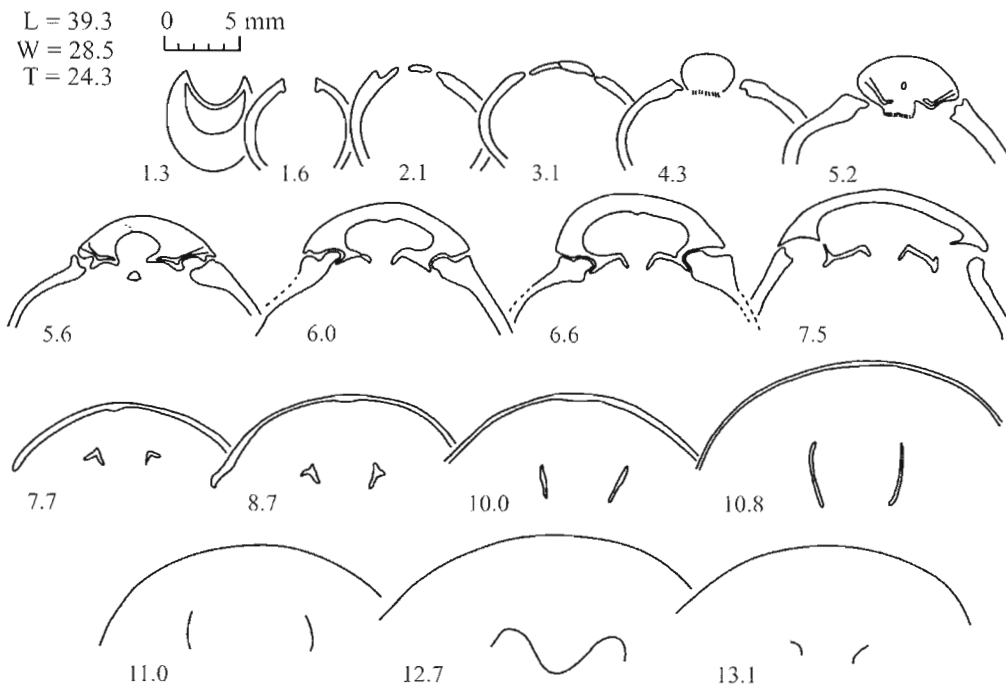 L = 39.3
W = 28.5
T = 24.3
0 5 mm
1.3 1.6 2.1 3.1 4.3 5.2
5.6 6.0 6.6 7.5
7.7 8.7 10.0 10.8
11.0 12.7 13.1